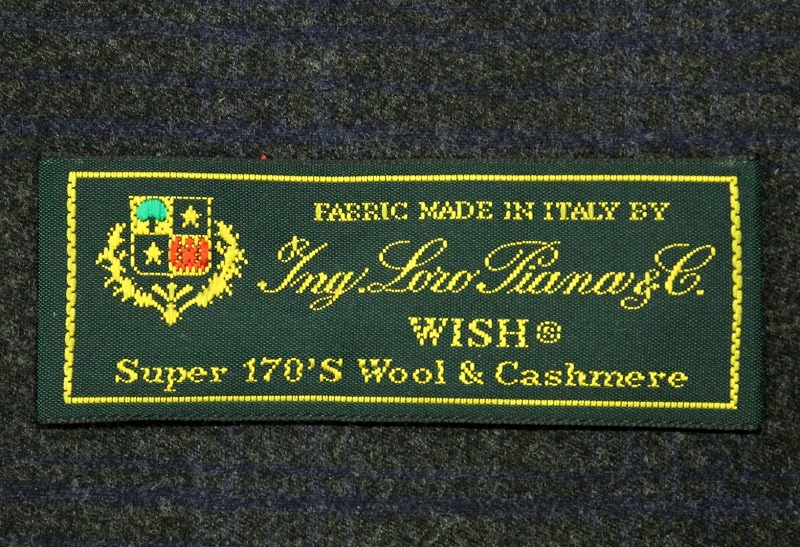 FABRIC MADE IN ITALY BY
Ing. Loro Piana & C.
WISH ®
Super 170'S Wool & Cashmere